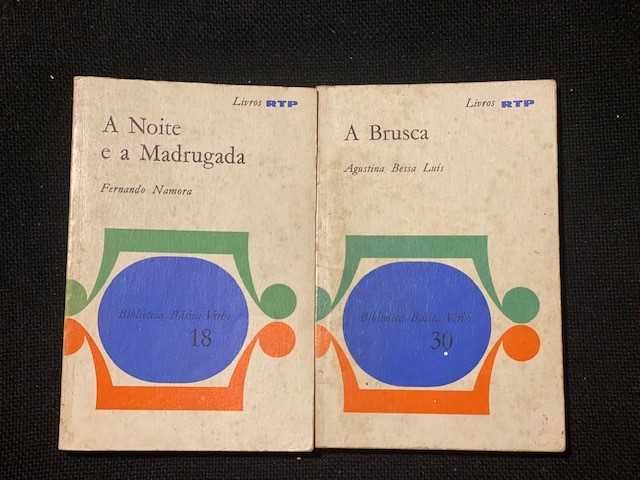 Livros RTP
A Noite
e a Madrugada
Fernando Namora
Biblioteca Básica Verbo
18
Livros RTP
A Brusca
Agustina Bessa Luís
Biblioteca Básica Verbo
30